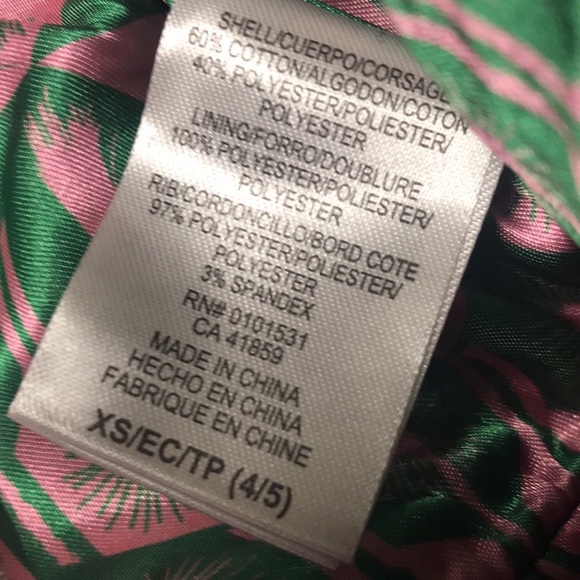 SHELL/CUERPO/CORSAGE
60% COTTON/ALGODON/COTON
40% POLYESTER/POLIESTER/
POLYESTER
LINING/FORRO/DOUBLURE
100% POLYESTER/POLIESTER/
POLYESTER
RIB/CORDONCILLO/BORD COTE
97% POLYESTER/POLIESTER/
POLYESTER
3% SPANDEX
RN# 0101531
CA 41859
MADE IN CHINA
HECHO EN CHINA
FABRIQUE EN CHINE
XS/EC/TP (4/5)